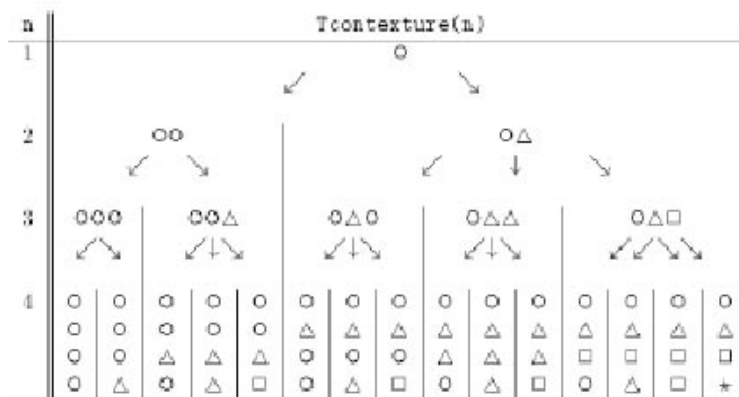 n Tcontexture(n)
1 ○
2 ○○ ○△
3 ○○○ ○○△ ○△○ ○△△ ○△□
4 ○ ○ ○ ○ ○ ○ ○ ○ ○ ○ ○ ○ ○ ○ ○
○ ○ ○ ○ ○ △ △ △ △ △ △ △ △ △ △
○ ○ △ △ △ ○ ○ ○ △ △ △ □ □ □ □
○ △ ○ △ □ ○ △ □ ○ △ □ ○ △ □ *